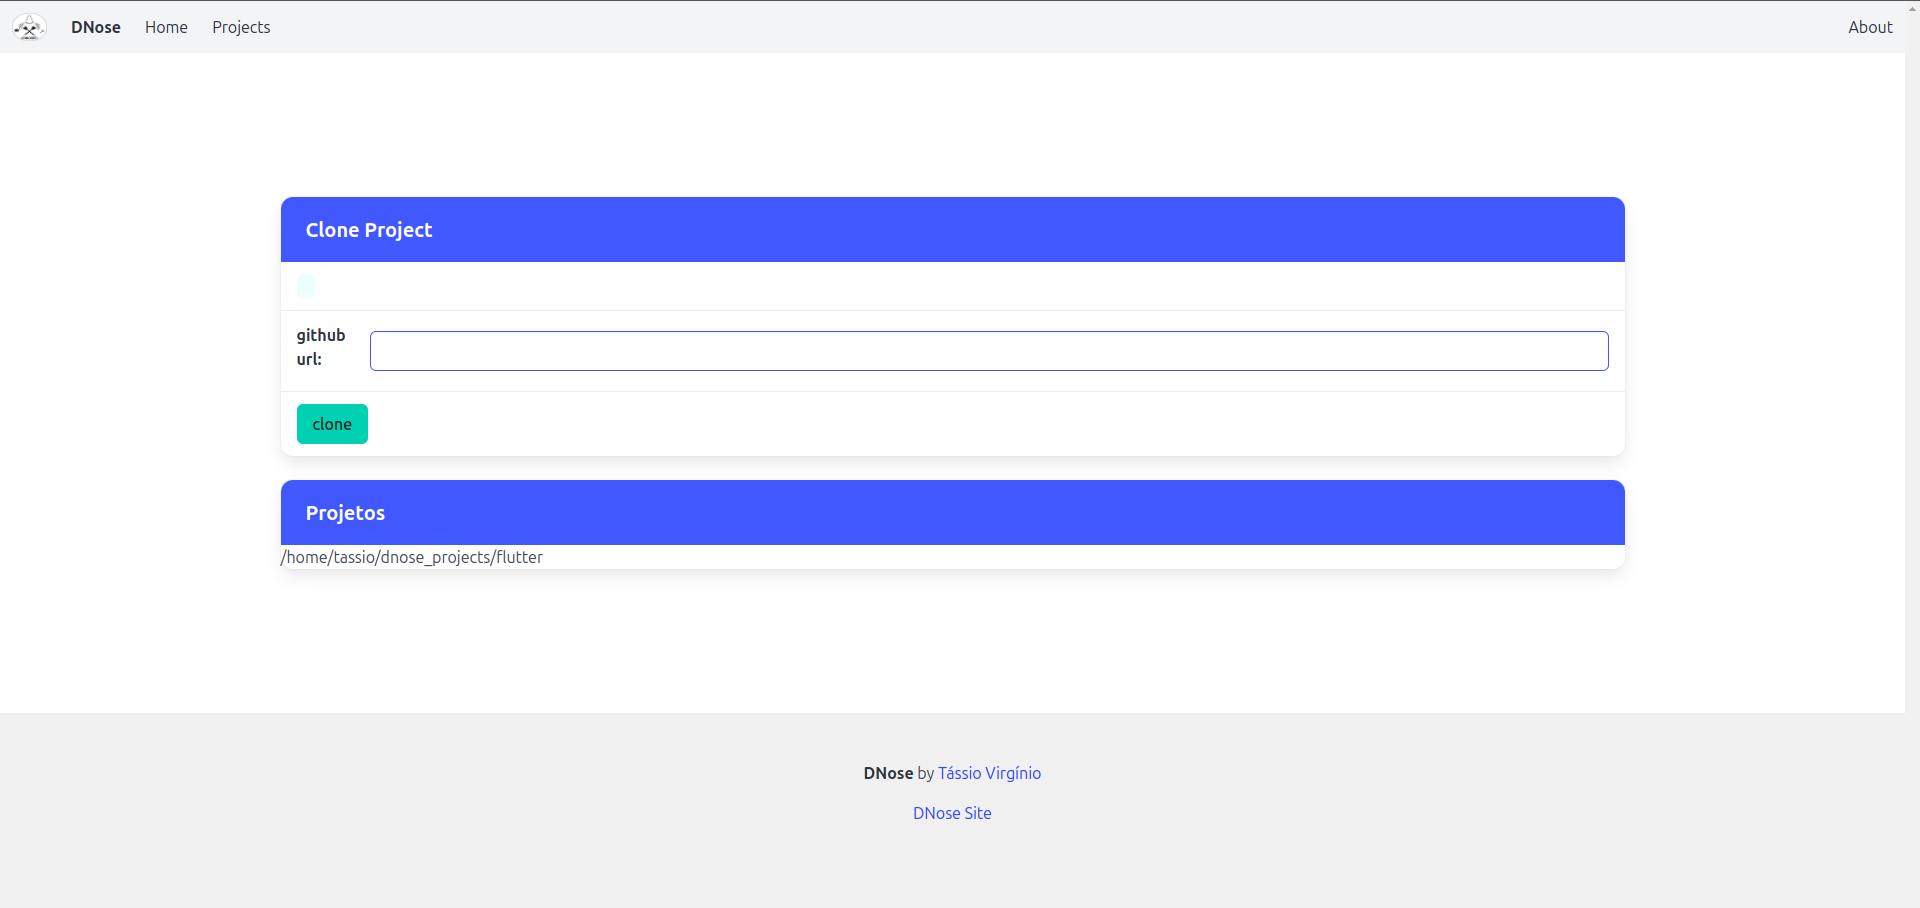 DNose Home Projects About
Clone Project
github
url:
clone
Projetos
/home/tassio/dnose_projects/flutter
DNose by Tássio Virgínio
DNose Site